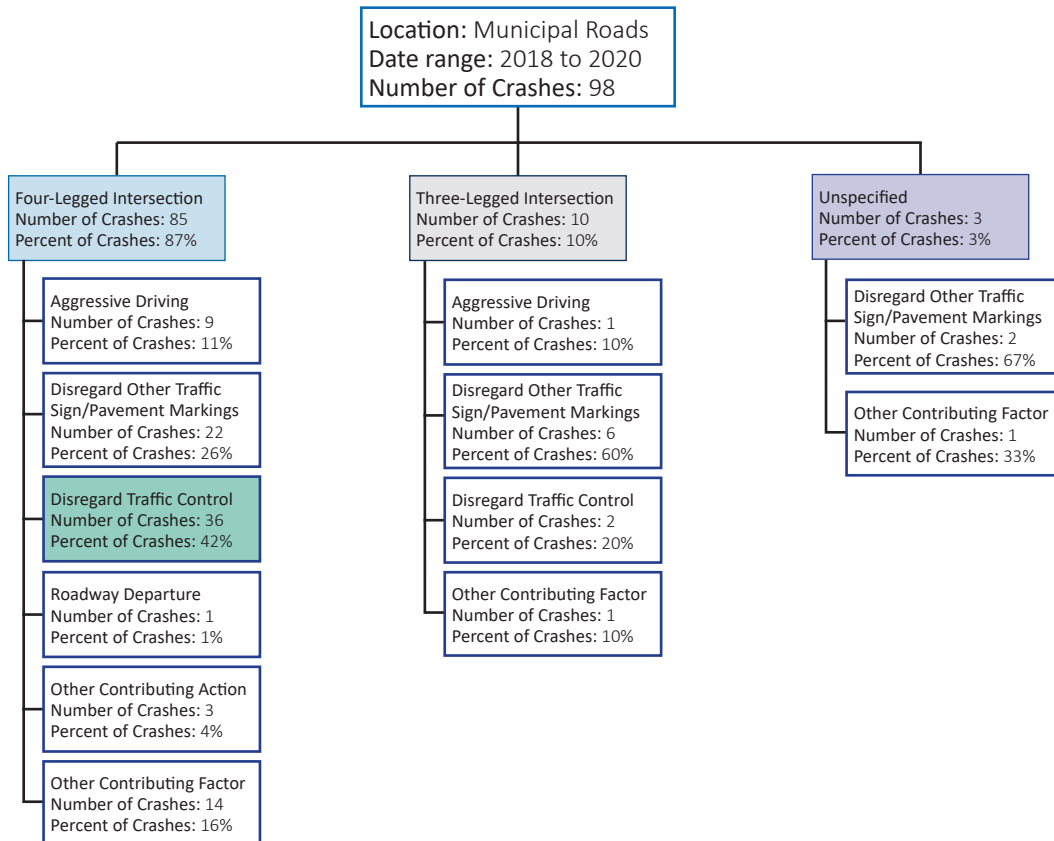 Location: Municipal Roads
Date range: 2018 to 2020
Number of Crashes: 98
Four-Legged Intersection
Number of Crashes: 85
Percent of Crashes: 87%
Aggressive Driving
Number of Crashes: 9
Percent of Crashes: 11%
Disregard Other Traffic
Sign/Pavement Markings
Number of Crashes: 22
Percent of Crashes: 26%
Disregard Traffic Control
Number of Crashes: 36
Percent of Crashes: 42%
Roadway Departure
Number of Crashes: 1
Percent of Crashes: 1%
Other Contributing Action
Number of Crashes: 3
Percent of Crashes: 4%
Other Contributing Factor
Number of Crashes: 14
Percent of Crashes: 16%
Three-Legged Intersection
Number of Crashes: 10
Percent of Crashes: 10%
Aggressive Driving
Number of Crashes: 1
Percent of Crashes: 10%
Disregard Other Traffic
Sign/Pavement Markings
Number of Crashes: 6
Percent of Crashes: 60%
Disregard Traffic Control
Number of Crashes: 2
Percent of Crashes: 20%
Other Contributing Factor
Number of Crashes: 1
Percent of Crashes: 10%
Unspecified
Number of Crashes: 3
Percent of Crashes: 3%
Disregard Other Traffic
Sign/Pavement Markings
Number of Crashes: 2
Percent of Crashes: 67%
Other Contributing Factor
Number of Crashes: 1
Percent of Crashes: 33%